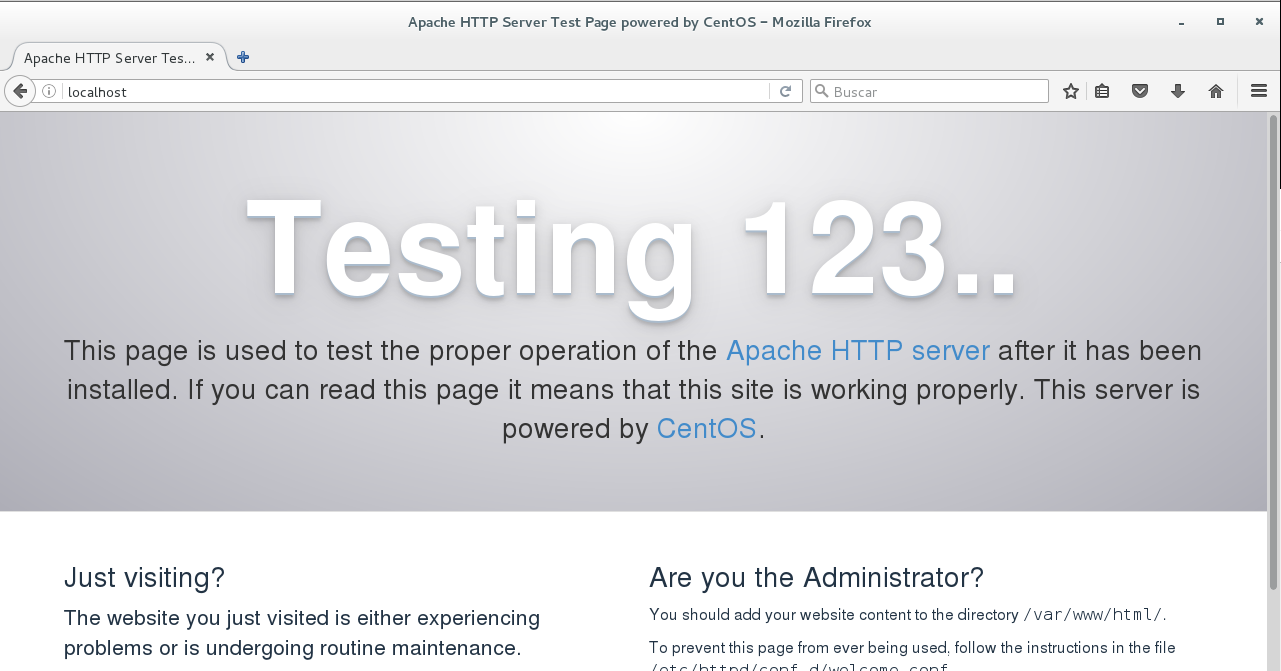 Apache HTTP Server Test Page powered by CentOS – Mozilla Firefox
Apache HTTP Server Tes...
localhost
Buscar
Testing 123..
This page is used to test the proper operation of the Apache HTTP server after it has been
installed. If you can read this page it means that this site is working properly. This server is
powered by CentOS.
Just visiting?
The website you just visited is either experiencing
problems or is undergoing routine maintenance.
Are you the Administrator?
You should add your website content to the directory /var/www/html/.
To prevent this page from ever being used, follow the instructions in the file
/etc/httpd/conf.d/welcome.conf